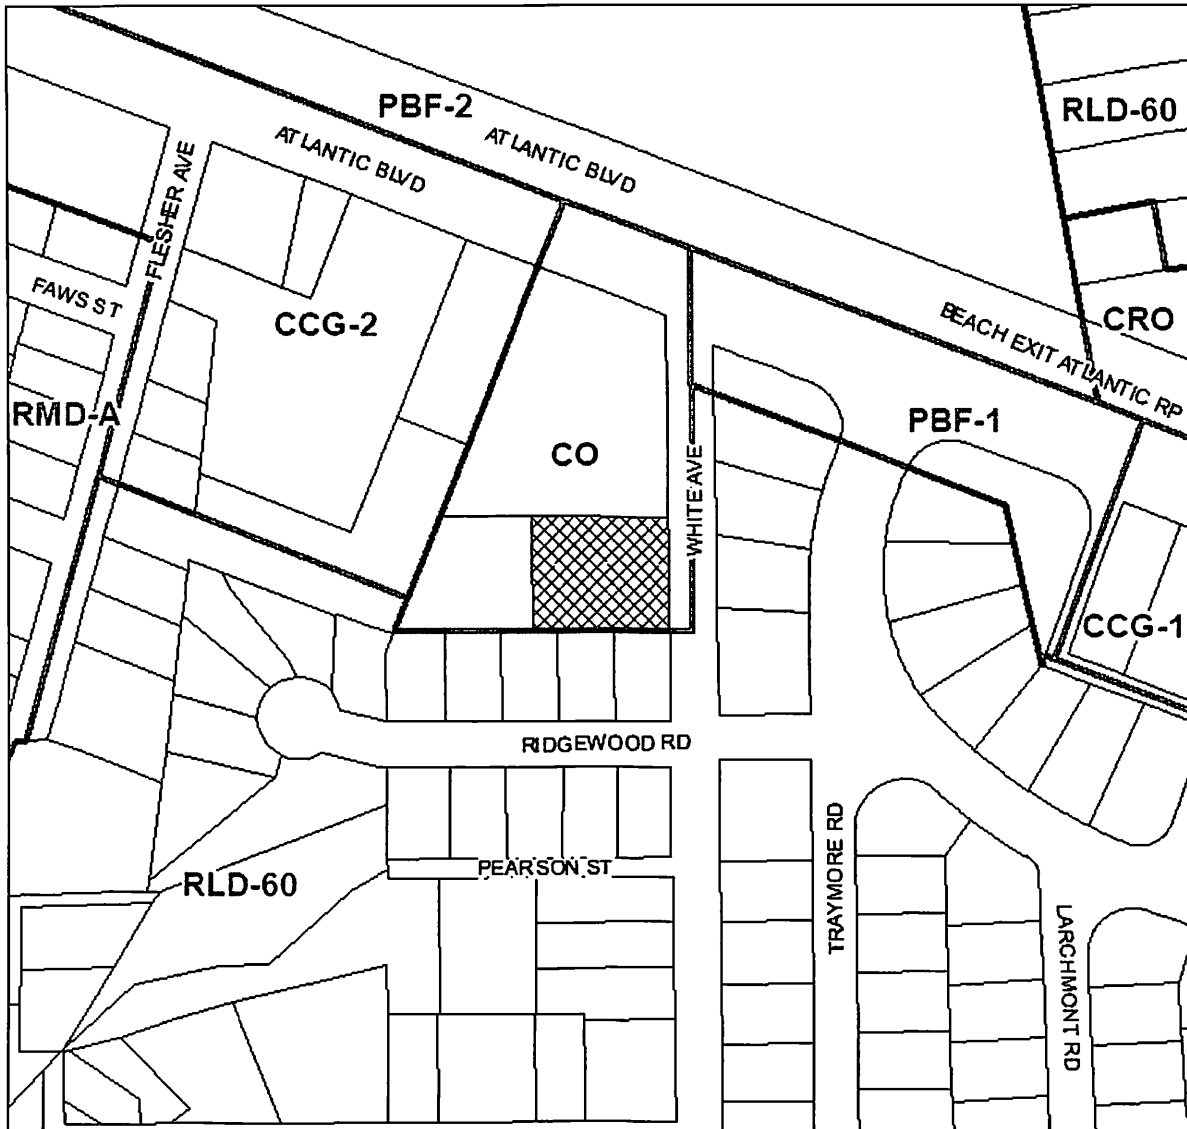 PBF-2
RLD-60
ATLANTIC BLVD
ATLANTIC BLVD
FLESHER AVE
FAWS ST
CCG-2
BEACH EXIT ATLANTIC RP
CRO
RMD-A
CO
WHITE AVE
PBF-1
CCG-1
RIDGEWOOD RD
PEARSON ST
RLD-60
TRAYMORE RD
LARCHMONT RD